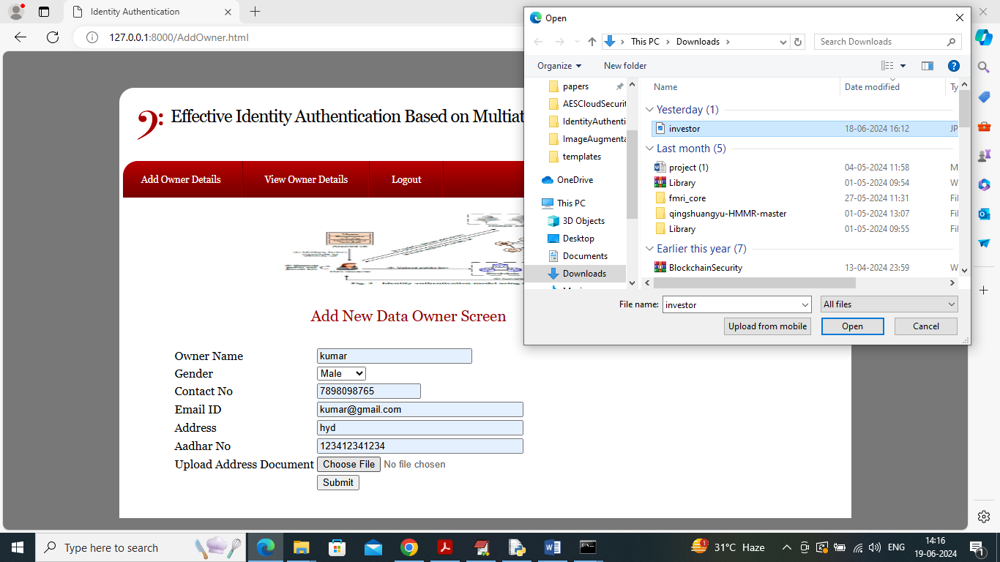 Identity Authentication
127.0.0.1:8000/AddOwner.html
Effective Identity Authentication Based on Multiat
Add Owner Details
View Owner Details
Logout
Add New Data Owner Screen
Owner Name
kumar
Gender
Male
Contact No
7898098765
Email ID
kumar@gmail.com
Address
hyd
Aadhar No
123412341234
Upload Address Document
Choose File No file chosen
Submit
Open
This PC > Downloads >
Search Downloads
Organize
New folder
papers
AESCloudSecurit
IdentityAuthenti
ImageAugmenta
templates
OneDrive
This PC
3D Objects
Desktop
Documents
Downloads
Name Date modified Ty
Yesterday (1)
investor 18-06-2024 16:12 JP
Last month (5)
project (1) 04-05-2024 11:58 M
Library 01-05-2024 09:54 W
fmri_core 27-05-2024 11:31 Fil
qingshuangyu-HMMR-master 01-05-2024 13:07 Fil
Library 01-05-2024 09:55 Fil
Earlier this year (7)
BlockchainSecurity 13-04-2024 23:59 W
File name: investor
All files
Upload from mobile
Open
Cancel
Type here to search
31°C Haze
ENG
14:16
19-06-2024
1